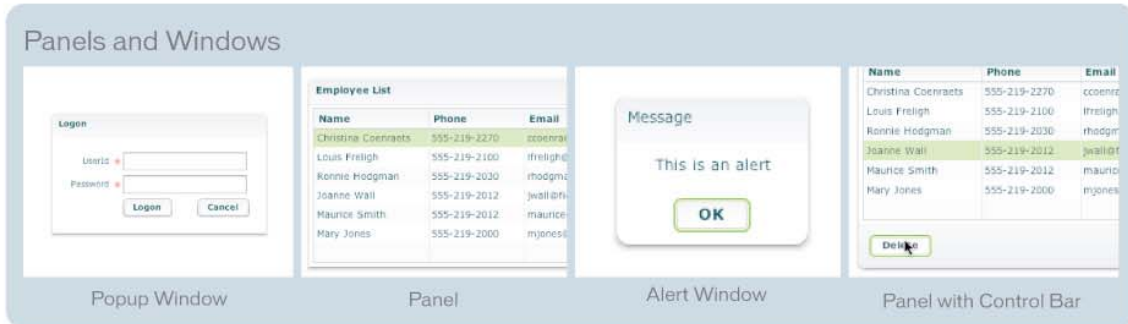 Panels and Windows
Logon
UserId *
Password *
Logon Cancel
Popup Window
Employee List
Name Phone Email
Christina Coenraets 555-219-2270
Louis Freligh 555-219-2100
Ronnie Hodgman 555-219-2030
Joanne Wall 555-219-2012
Maurice Smith 555-219-2012
Mary Jones 555-219-2000
Panel
Message
This is an alert
OK
Alert Window
Name Phone Email
Christina Coenraets 555-219-2270
Louis Freligh 555-219-2100
Ronnie Hodgman 555-219-2030
Joanne Wall 555-219-2012
Maurice Smith 555-219-2012
Mary Jones 555-219-2000
Delete
Panel with Control Bar